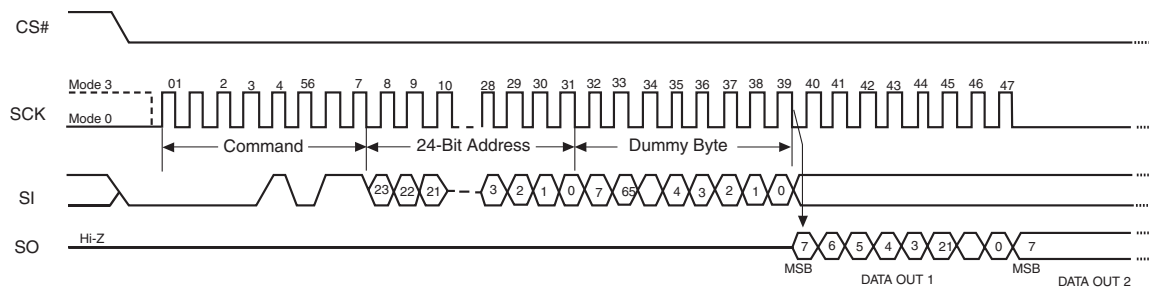 CS#
Mode 3
SCK
Mode 0
01 2 3 4 56 7 8 9 10 28 29 30 31 32 33 34 35 36 37 38 39 40 41 42 43 44 45 46 47
Command 24-Bit Address Dummy Byte
SI
23 22 21 3 2 1 0 7 65 4 3 2 1 0
SO
Hi-Z
7 6 5 4 3 21 0 7
MSB MSB
DATA OUT 1 DATA OUT 2